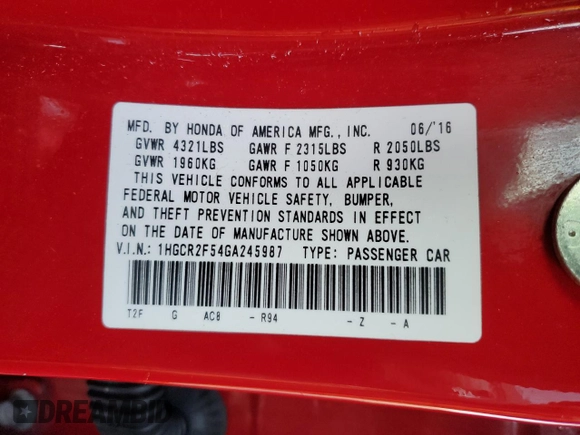 MFD. BY HONDA OF AMERICA MFG., INC. 06/'16
GVWR 4321LBS GAWR F 2315LBS R 2050LBS
GVWR 1960KG GAWR F 1050KG R 930KG
THIS VEHICLE CONFORMS TO ALL APPLICABLE
FEDERAL MOTOR VEHICLE SAFETY, BUMPER,
AND THEFT PREVENTION STANDARDS IN EFFECT
ON THE DATE OF MANUFACTURE SHOWN ABOVE.
V.I.N.: 1HGCR2F54GA245987 TYPE: PASSENGER CAR
T2F G AC8 - R94 - Z - A
DREAMBID